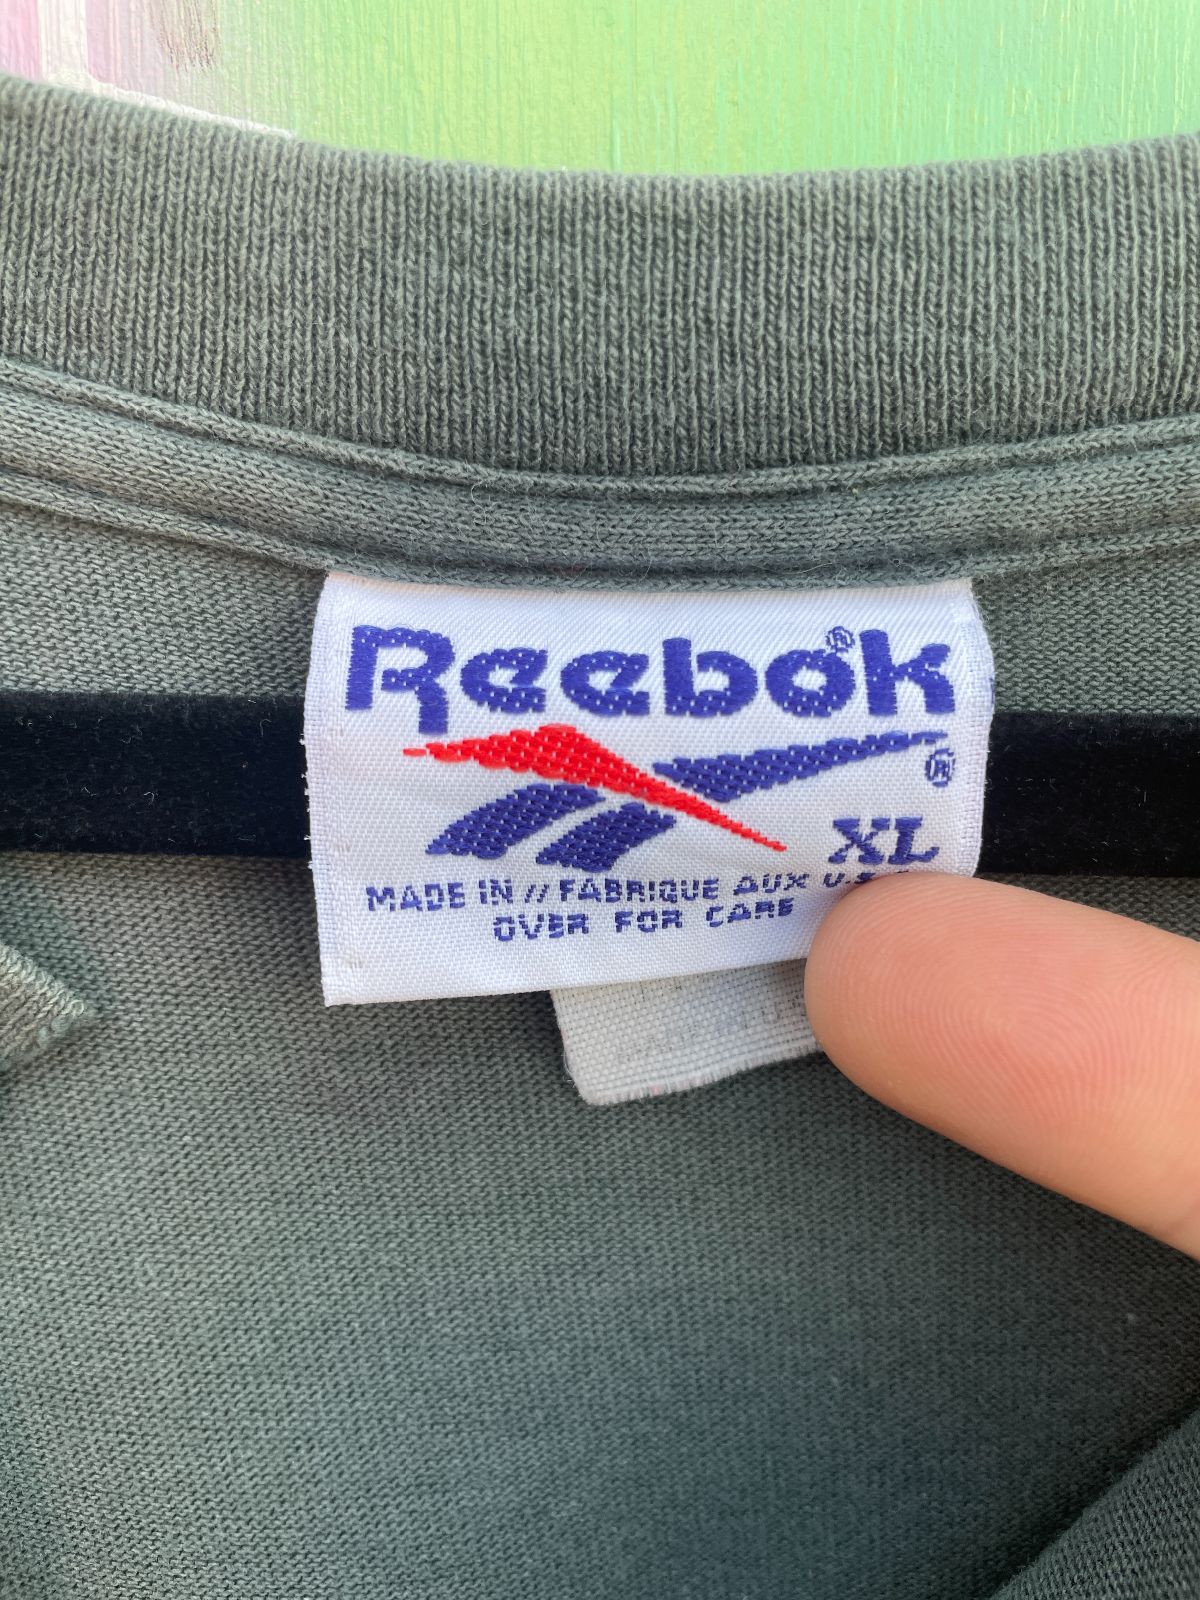 Reebok®
®
XL
MADE IN // FABRIQUE AUX U.S.
OVER FOR CARE